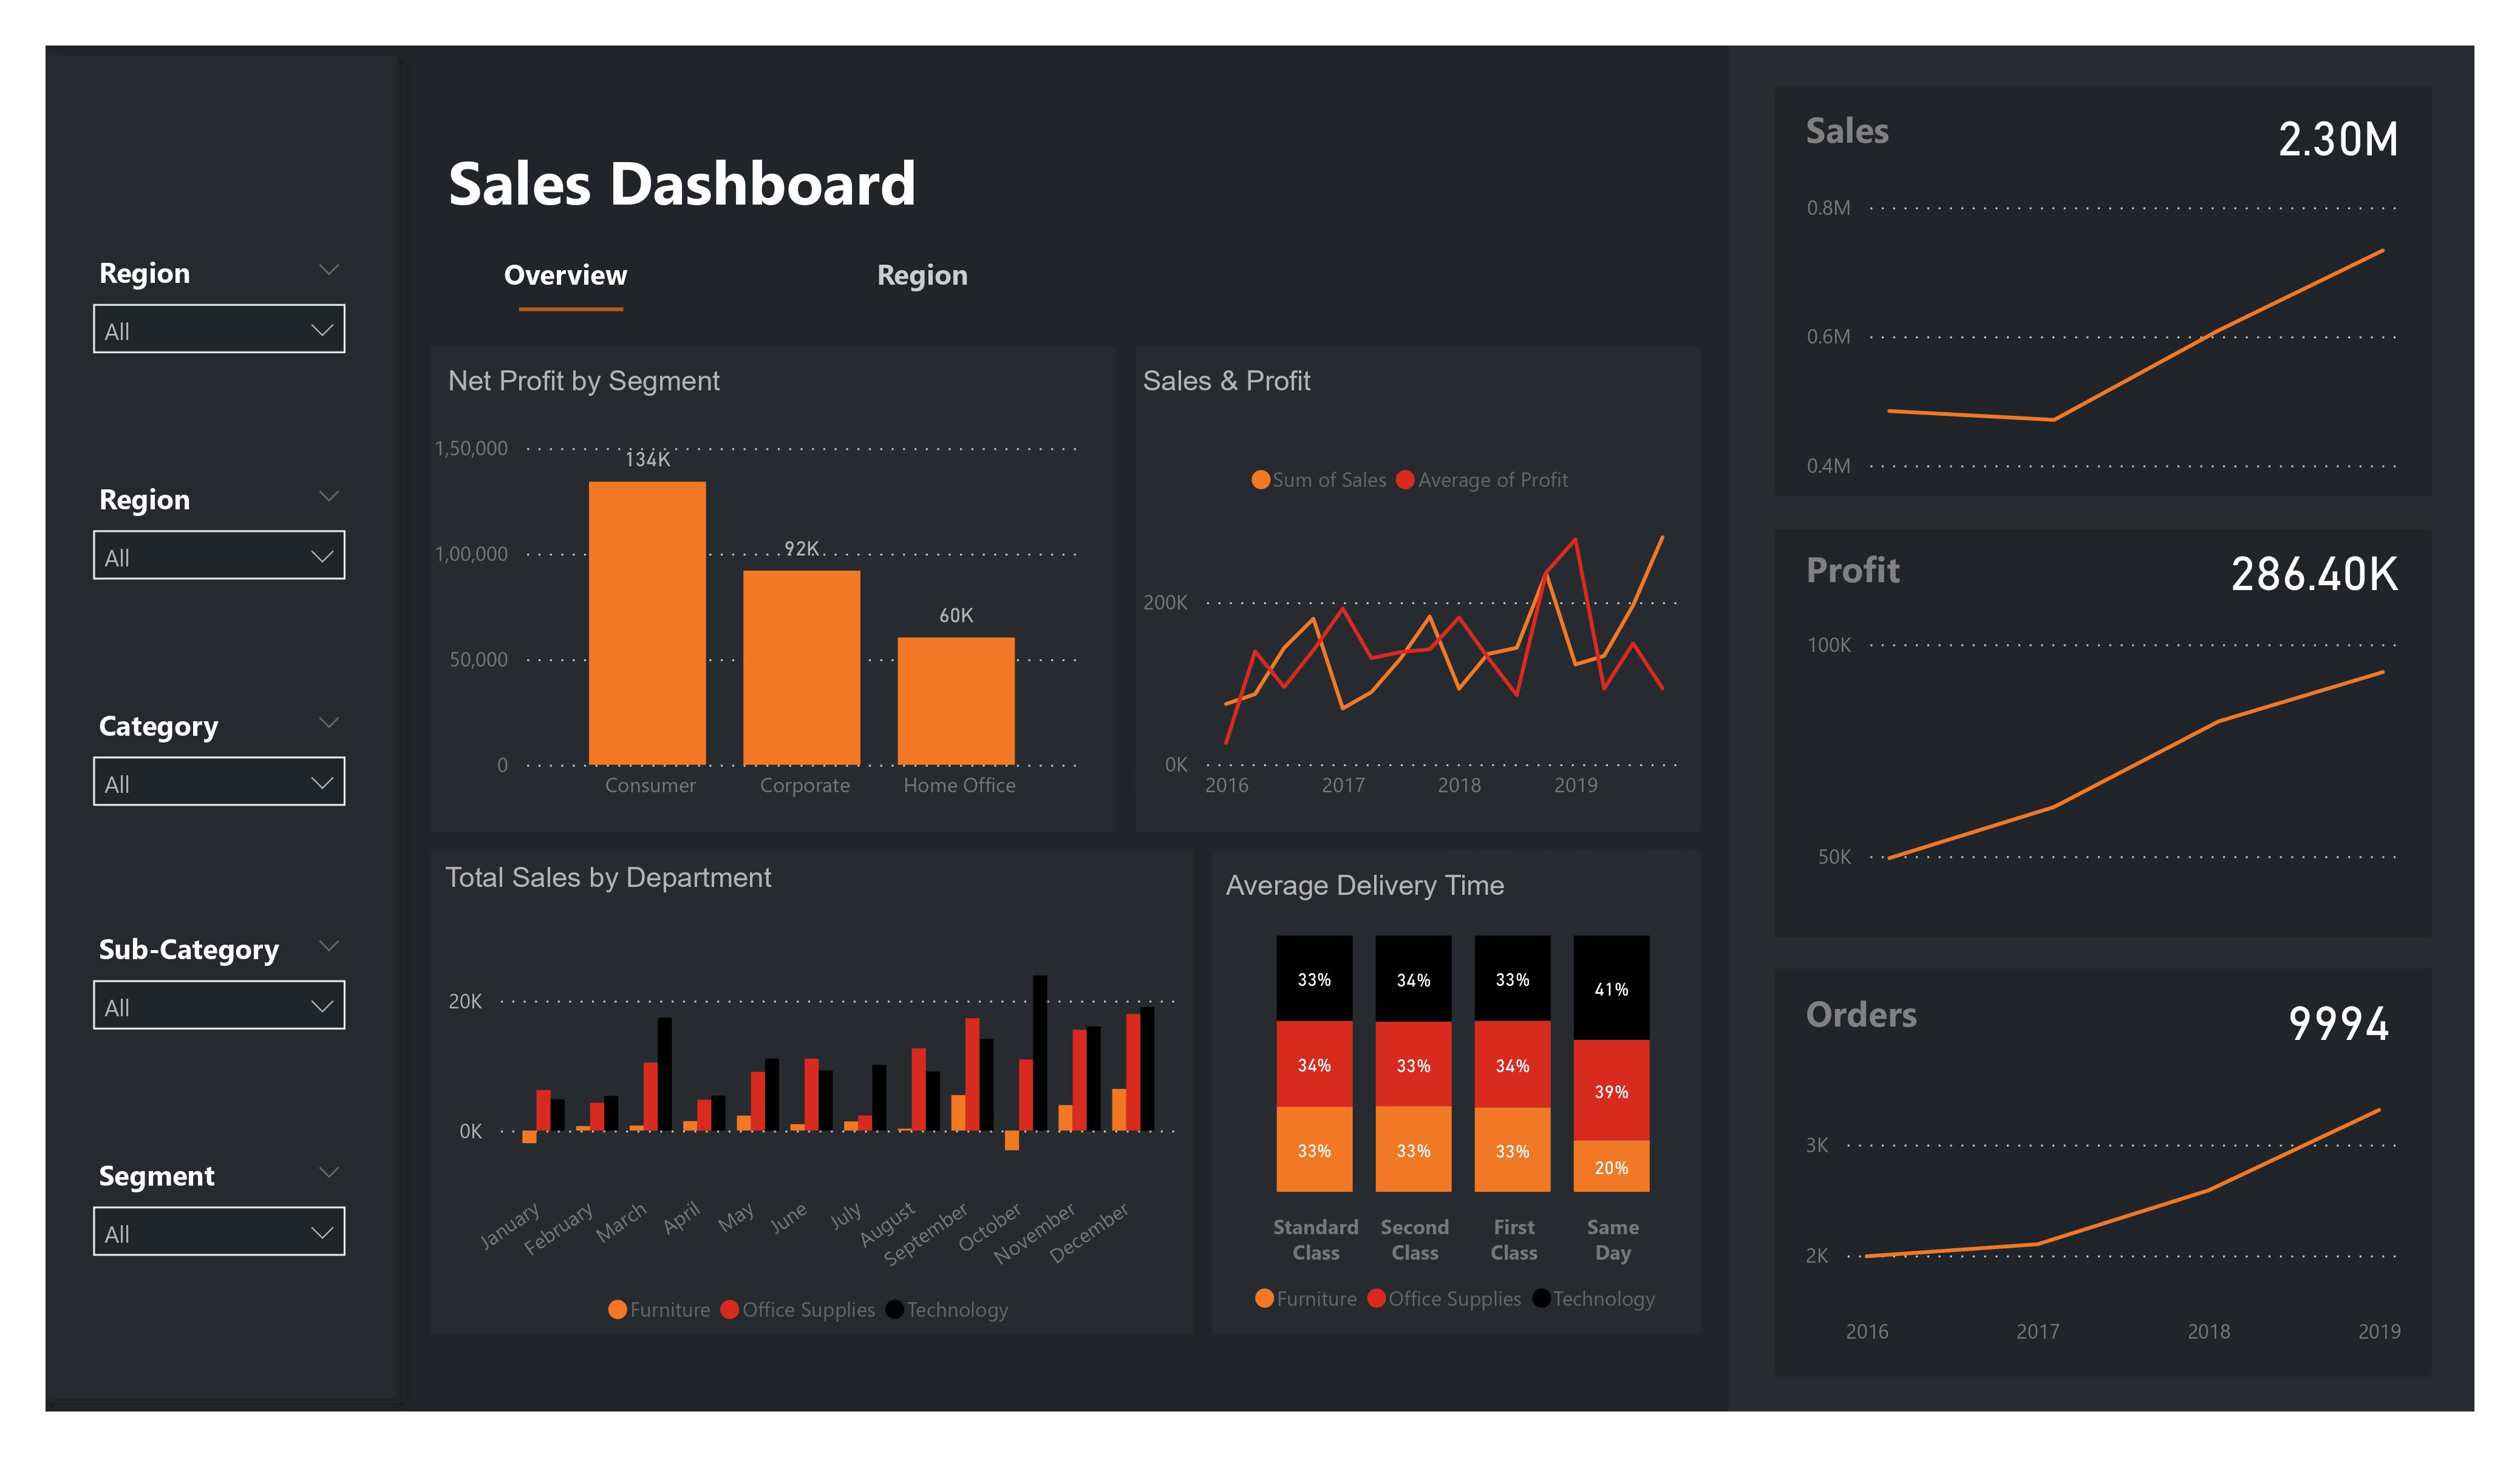 Sales Dashboard
Overview
Region
Region
All
Region
All
Category
All
Sub-Category
All
Segment
All
Net Profit by Segment
1,50,000
1,00,000
50,000
0
134K
92K
60K
Consumer
Corporate
Home Office
Sales & Profit
Sum of Sales
Average of Profit
200K
0K
2016
2017
2018
2019
Total Sales by Department
20K
0K
January
February
March
April
May
June
July
August
September
October
November
December
Furniture
Office Supplies
Technology
Average Delivery Time
33%
34%
33%
41%
34%
33%
34%
39%
33%
33%
33%
20%
Standard
Class
Second
Class
First
Class
Same
Day
Furniture
Office Supplies
Technology
Sales
2.30M
0.8M
0.6M
0.4M
Profit
286.40K
100K
50K
Orders
9994
3K
2K
2016
2017
2018
2019